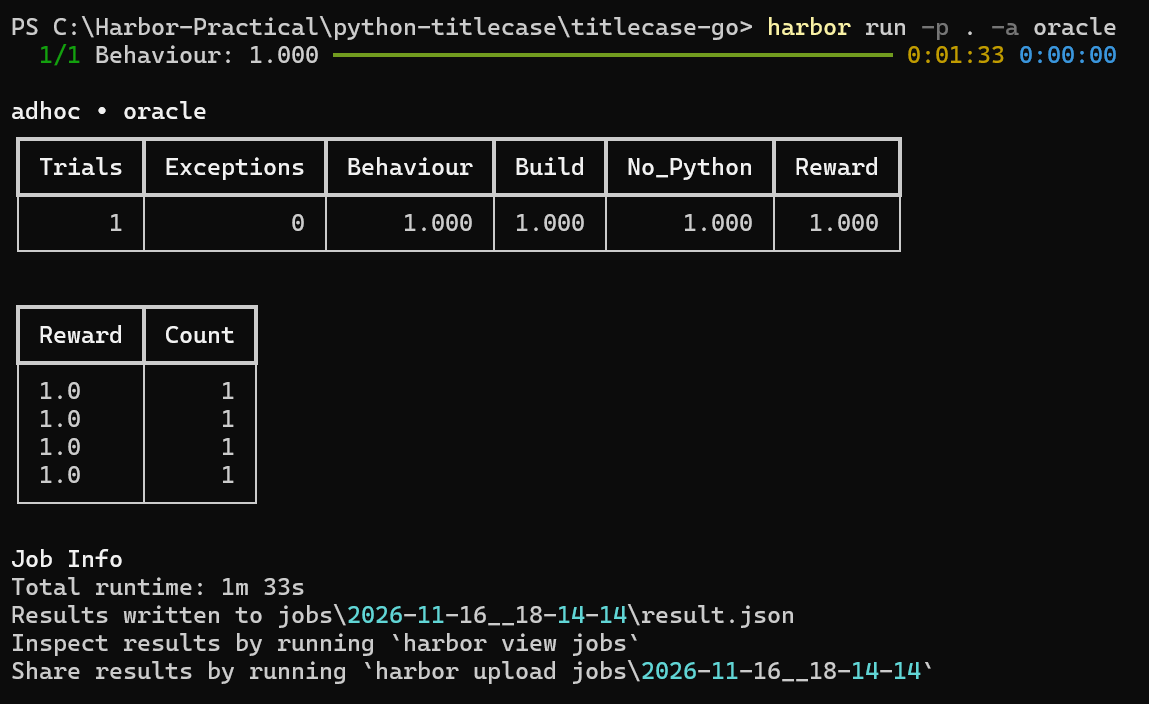 PS C:\Harbor-Practical\python-titlecase\titlecase-go> harbor run -p . -a oracle
1/1 Behaviour: 1.000 0:01:33 0:00:00
adhoc • oracle
Trials Exceptions Behaviour Build No_Python Reward
1 0 1.000 1.000 1.000 1.000
Reward Count
1.0 1
1.0 1
1.0 1
1.0 1
Job Info
Total runtime: 1m 33s
Results written to jobs\2026-11-16__18-14-14\result.json
Inspect results by running `harbor view jobs`
Share results by running `harbor upload jobs\2026-11-16__18-14-14`